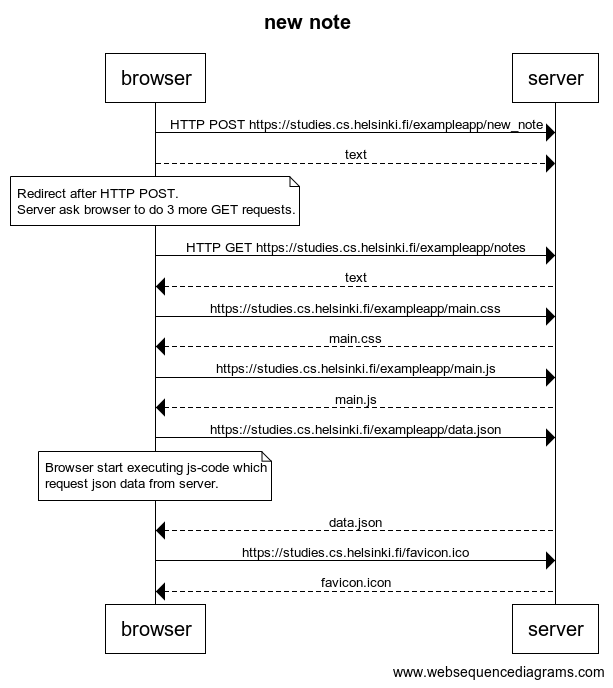 new note
browser
server
HTTP POST https://studies.cs.helsinki.fi/exampleapp/new_note
text
Redirect after HTTP POST.
Server ask browser to do 3 more GET requests.
HTTP GET https://studies.cs.helsinki.fi/exampleapp/notes
text
https://studies.cs.helsinki.fi/exampleapp/main.css
main.css
https://studies.cs.helsinki.fi/exampleapp/main.js
main.js
https://studies.cs.helsinki.fi/exampleapp/data.json
Browser start executing js-code which
request json data from server.
data.json
https://studies.cs.helsinki.fi/favicon.ico
favicon.icon
browser
server
www.websequencediagrams.com